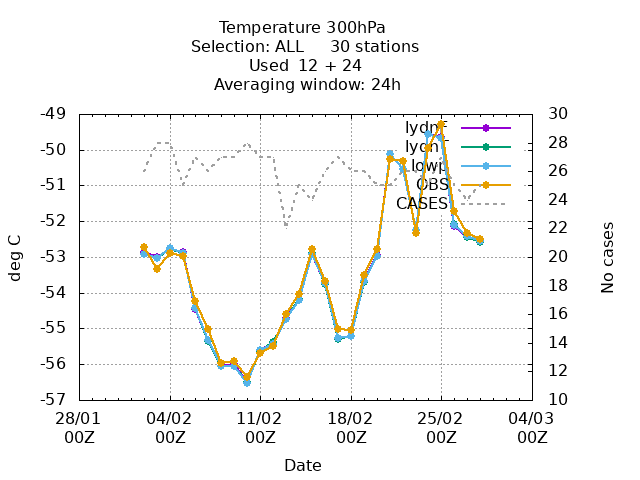 Temperature 300hPa
Selection: ALL 30 stations
Used 12 + 24
Averaging window: 24h
-49
-50
-51
-52
-53
-54
-55
-56
-57
30
28
26
24
22
20
18
16
14
12
10
deg C
No cases
OBS
CASES
28/01 04/02 11/02 18/02 25/02 04/03
00Z 00Z 00Z 00Z 00Z 00Z
Date